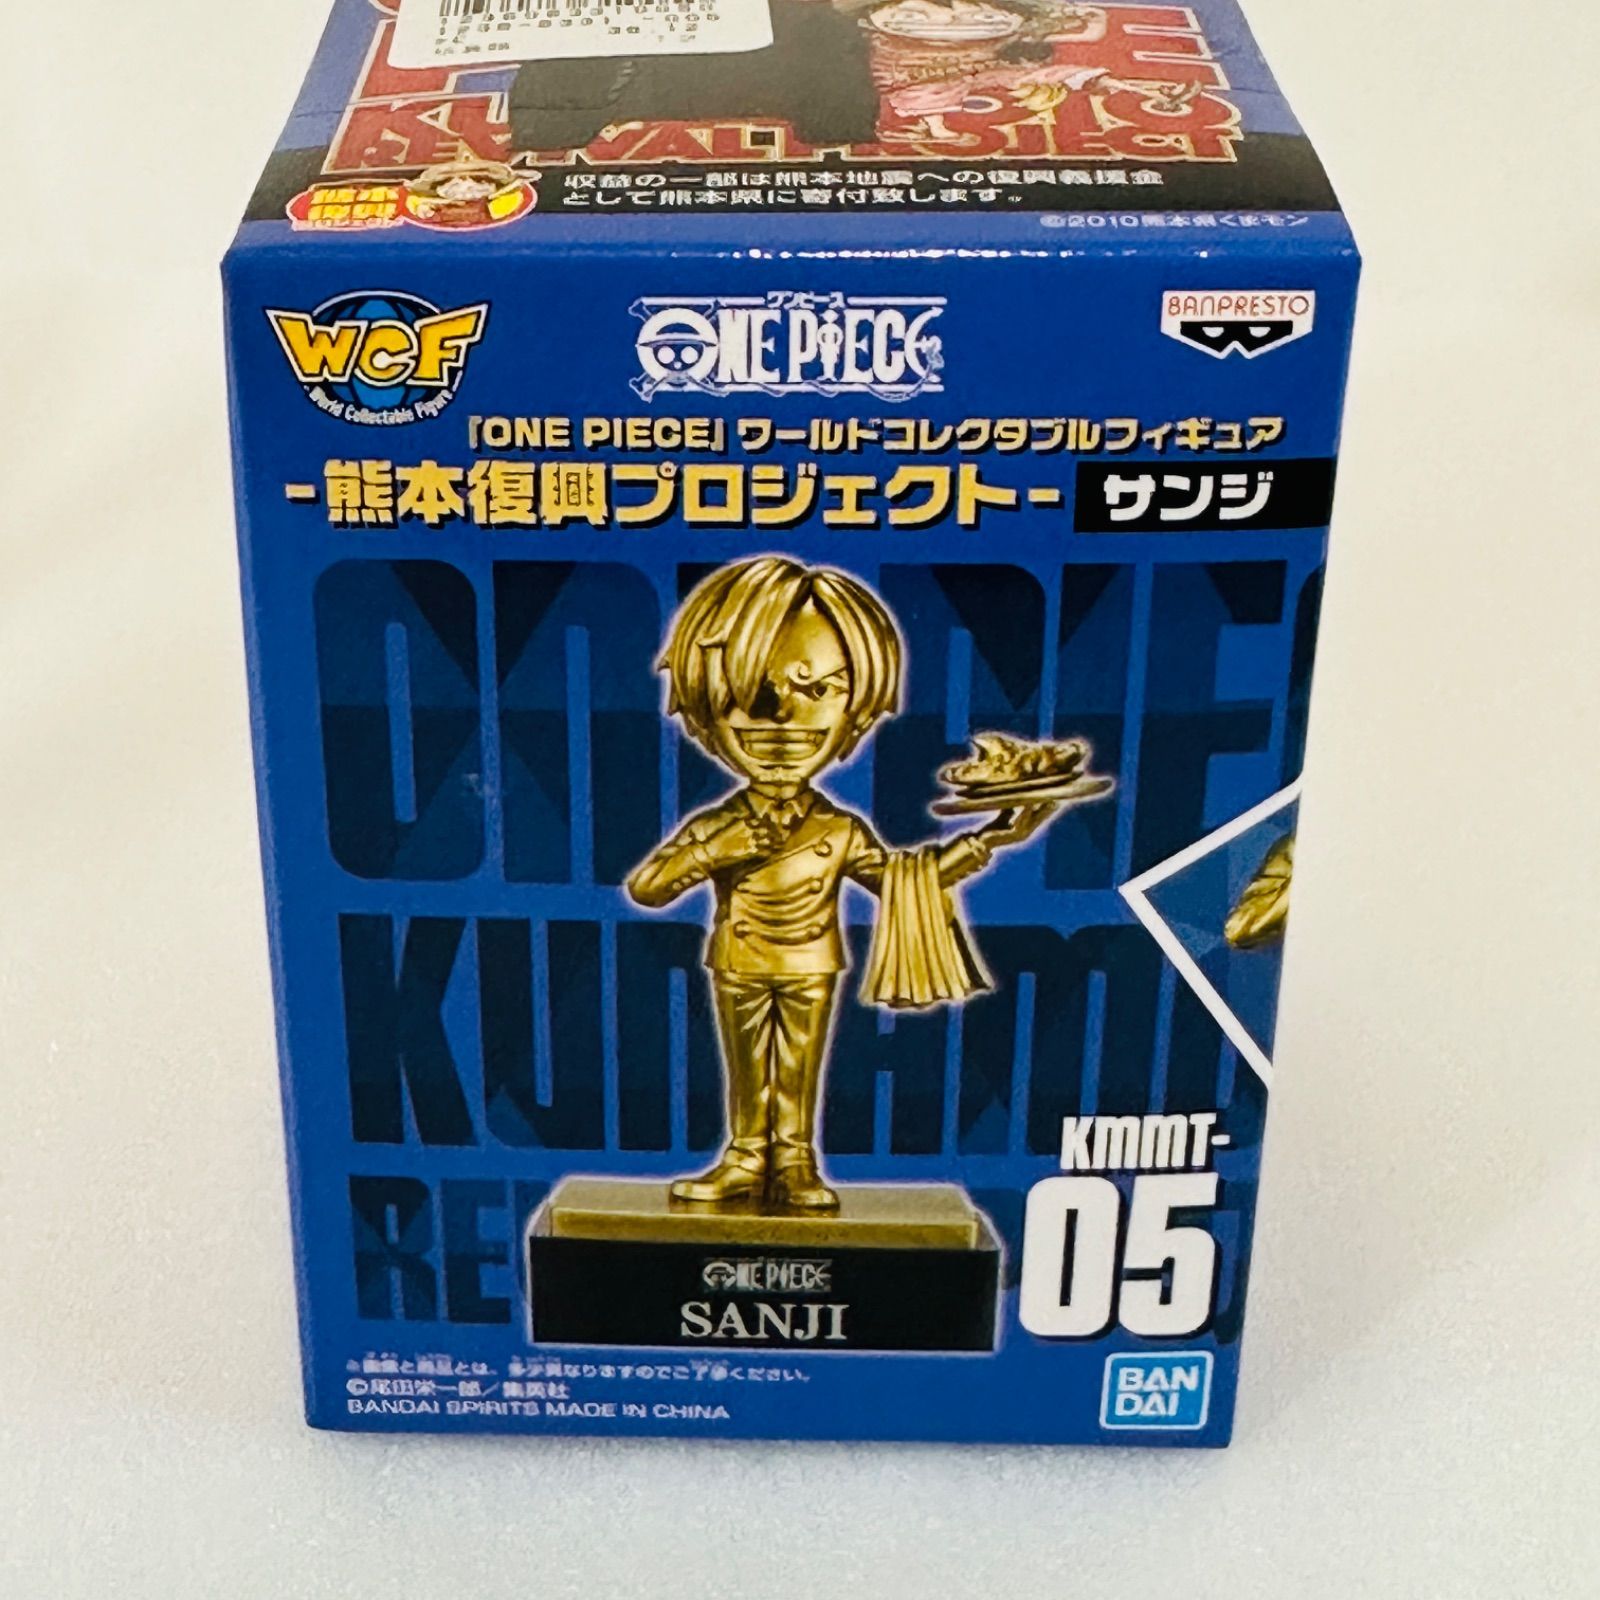 REVIVAL PROJECT
収益の一部は熊本地震への復興義援金
として熊本県に寄付致します。
©2010熊本県くまモン
WCF
World Collectable Figure
ワンピース
ONE PIECE
BANPRESTO
『ONE PIECE』ワールドコレクタブルフィギュア
-熊本復興プロジェクト- サンジ
KMMT-
05
ONE PIECE
SANJI
※画像と商品とは、多少異なりますのでご了承ください。
©尾田栄一郎/集英社
BANDAI SPIRITS MADE IN CHINA
BAN
DAI